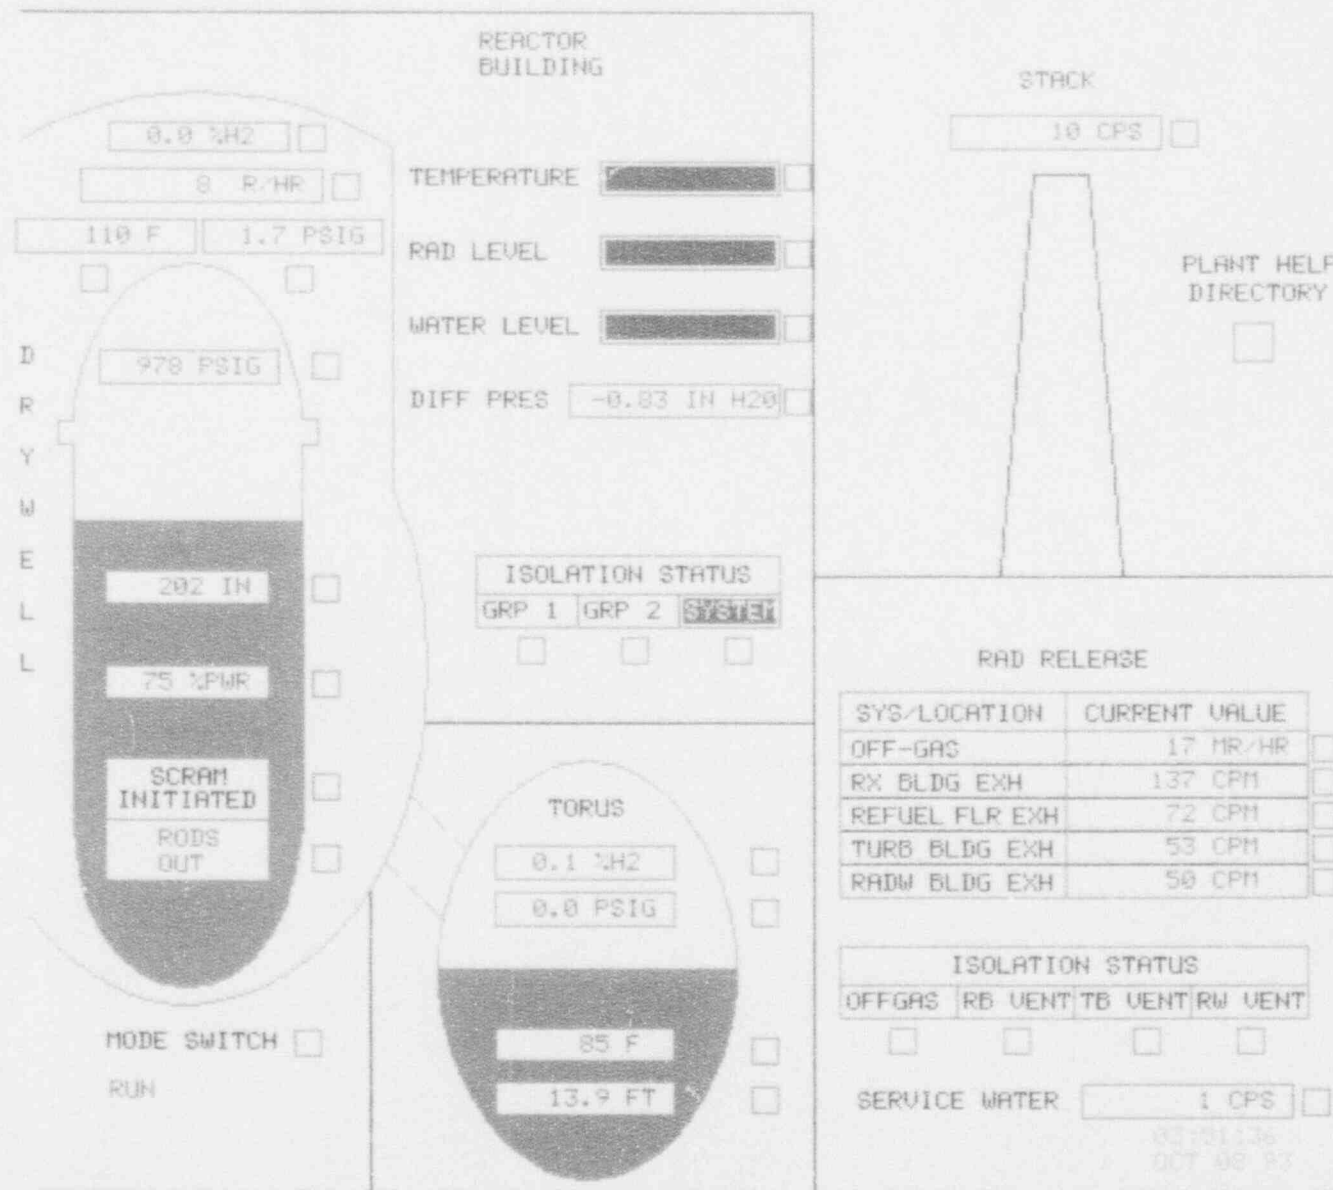 REACTOR
BUILDING
0.0 %H2
8 R/HR
110 F
1.7 PSIG
978 PSIG
DRYWELL
202 IN
75 %PWR
SCRAM
INITIATED
RODS
OUT
MODE SWITCH
RUN
TEMPERATURE
RAD LEVEL
WATER LEVEL
DIFF PRES -0.83 IN H20
ISOLATION STATUS
GRP 1 GRP 2 SYSTEM
TORUS
0.1 %H2
0.0 PSIG
85 F
13.9 FT
STACK
10 CPS
PLANT HELP
DIRECTORY
RAD RELEASE
SYS/LOCATION CURRENT VALUE
OFF-GAS 17 MR/HR
RX BLDG EXH 137 CPM
REFUEL FLR EXH 72 CPM
TURB BLDG EXH 53 CPM
RADW BLDG EXH 50 CPM
ISOLATION STATUS
OFFGAS RB VENT TB VENT RW VENT
SERVICE WATER 1 CPS
OCT 08 93